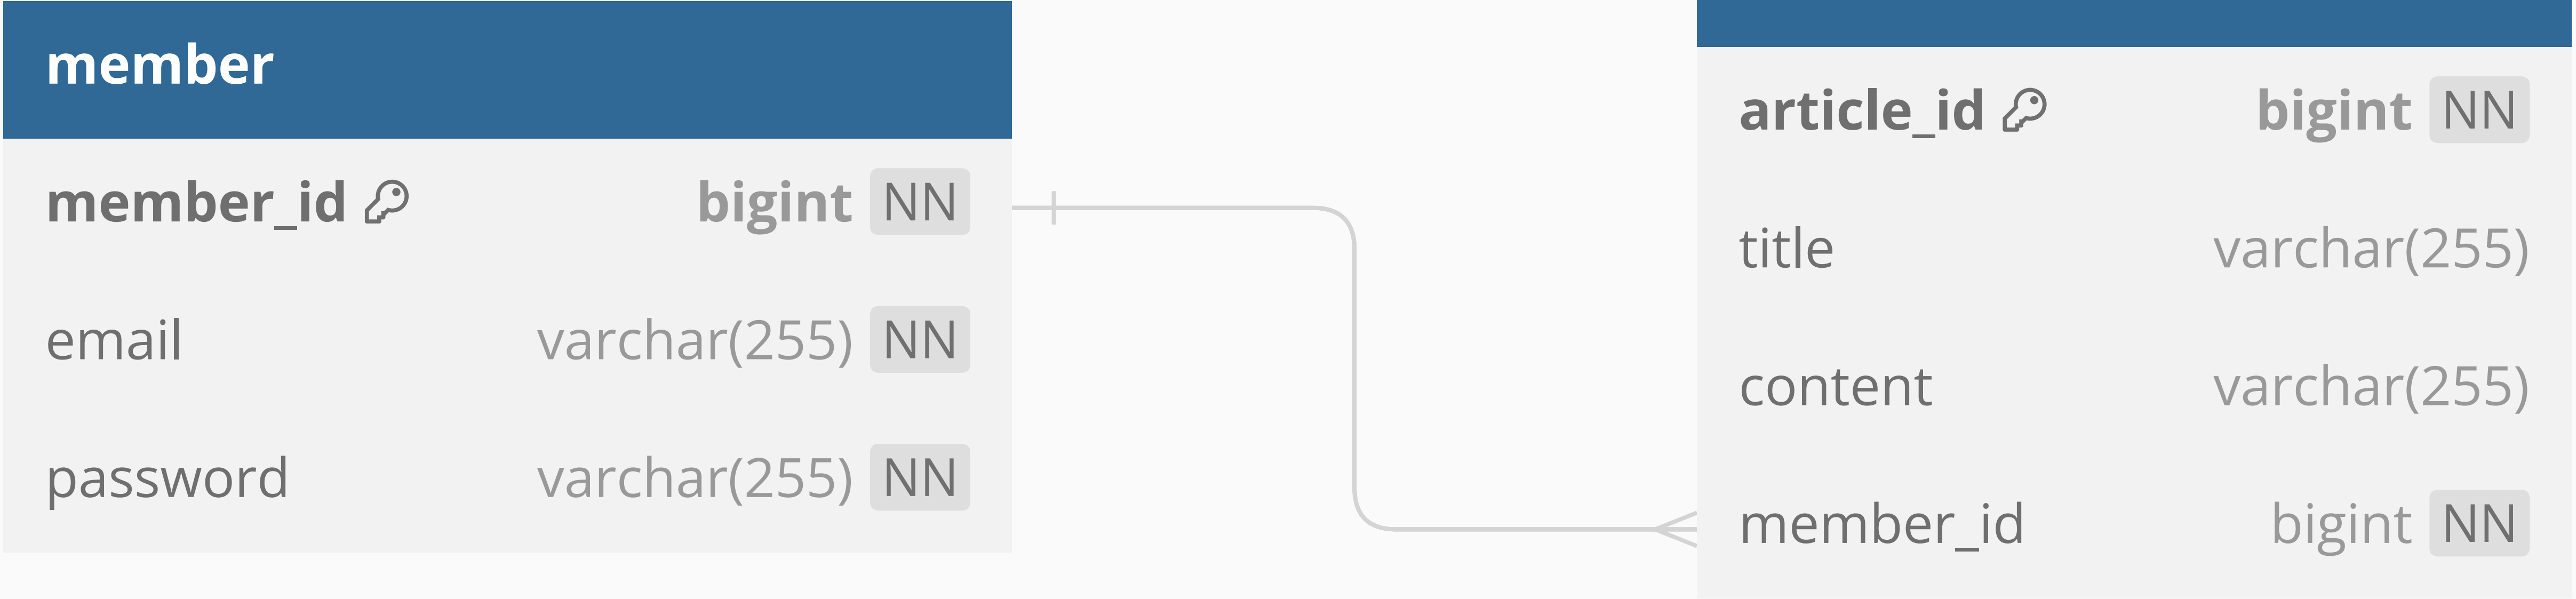 member
member_id bigint NN
email varchar(255) NN
password varchar(255) NN
article_id bigint NN
title varchar(255)
content varchar(255)
member_id bigint NN